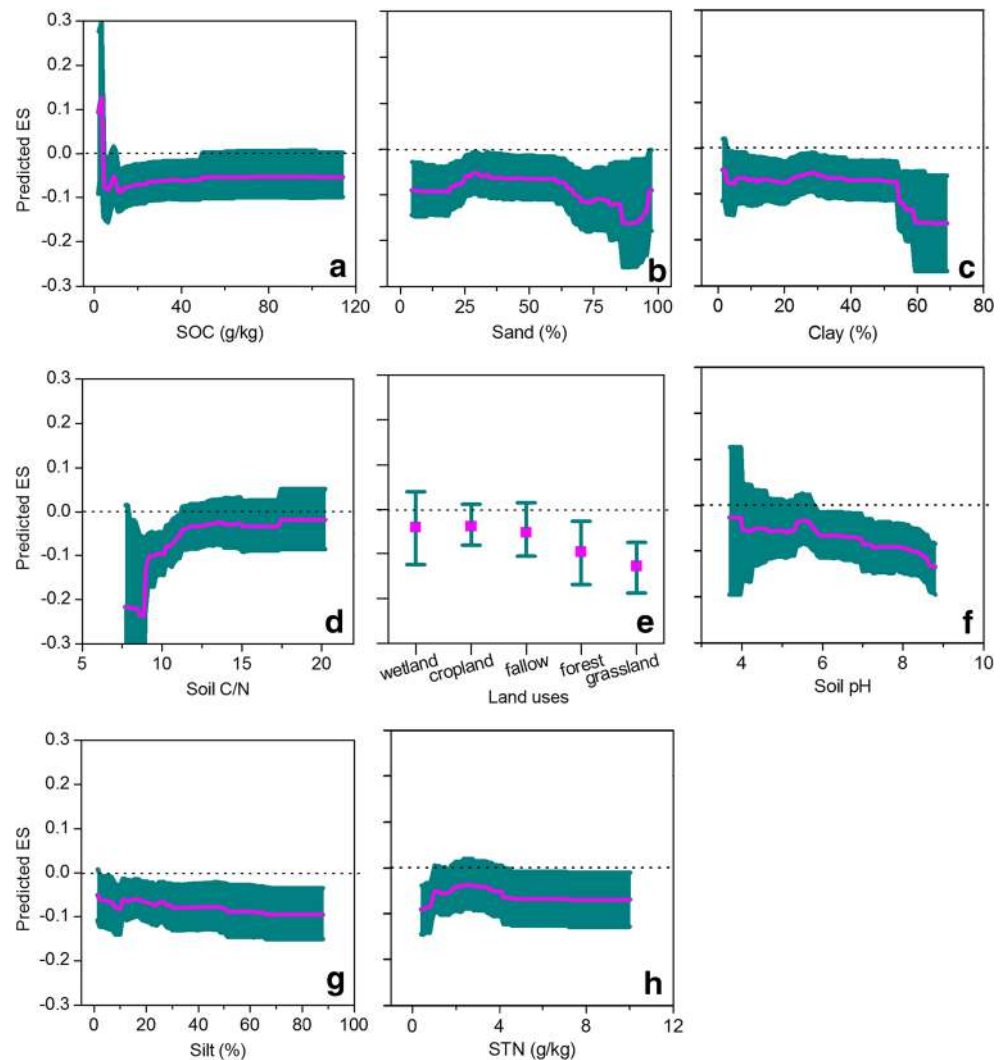 0.3
0.2
0.1
0.0
-0.1
-0.2
-0.3
Predicted ES
0 40 80 120
SOC (g/kg)
a
0 25 50 75 100
Sand (%)
b
0 20 40 60 80
Clay (%)
c
0.3
0.2
0.1
0.0
-0.1
-0.2
-0.3
Predicted ES
5 10 15 20
Soil C/N
d
wetland cropland fallow forest grassland
Land uses
e
4 6 8 10
Soil pH
f
0.3
0.2
0.1
0.0
-0.1
-0.2
-0.3
Predicted ES
0 20 40 60 80 100
Silt (%)
g
0 4 8 12
STN (g/kg)
h